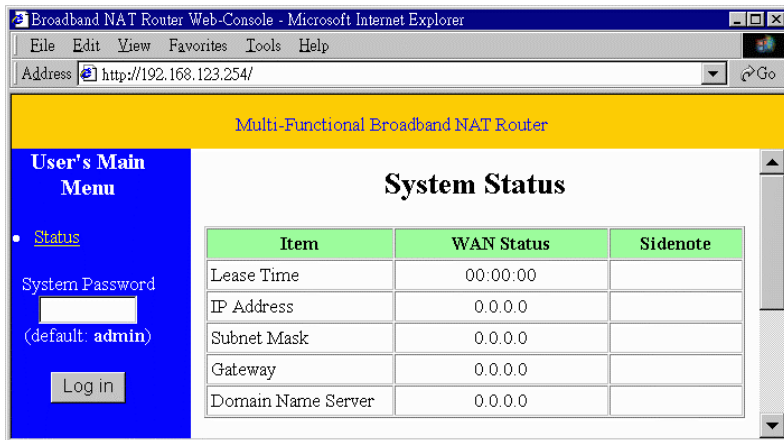 Broadband NAT Router Web-Console - Microsoft Internet Explorer
File Edit View Favorites Tools Help
Address http://192.168.123.254/ Go
Multi-Functional Broadband NAT Router
User's Main
Menu
Status
System Password
(default: admin)
Log in
System Status
Item WAN Status Sidenote
Lease Time 00:00:00
IP Address 0.0.0.0
Subnet Mask 0.0.0.0
Gateway 0.0.0.0
Domain Name Server 0.0.0.0